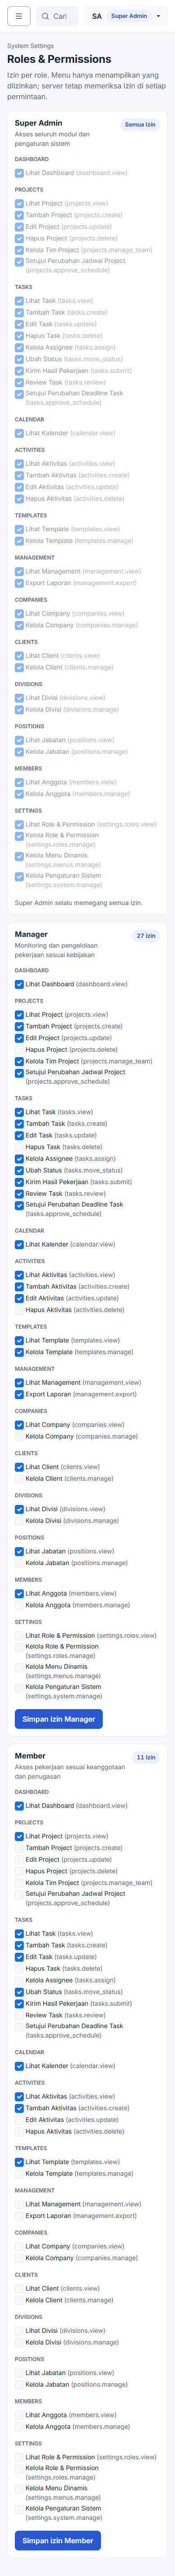 Cari
SA Super Admin
System Settings
Roles & Permissions
Izin per role. Menu hanya menampilkan yang
diizinkan; server tetap memeriksa izin di setiap
permintaan.
Super Admin
Semua izin
Akses seluruh modul dan
pengaturan sistem
DASHBOARD
Lihat Dashboard (dashboard.view)
PROJECTS
Lihat Project (projects.view)
Tambah Project (projects.create)
Edit Project (projects.update)
Hapus Project (projects.delete)
Kelola Tim Project (projects.manage_team)
Setujui Perubahan Jadwal Project
(projects.approve_schedule)
TASKS
Lihat Task (tasks.view)
Tambah Task (tasks.create)
Edit Task (tasks.update)
Hapus Task (tasks.delete)
Kelola Assignee (tasks.assign)
Ubah Status (tasks.move_status)
Kirim Hasil Pekerjaan (tasks.submit)
Review Task (tasks.review)
Setujui Perubahan Deadline Task
(tasks.approve_schedule)
CALENDAR
Lihat Kalender (calendar.view)
ACTIVITIES
Lihat Aktivitas (activities.view)
Tambah Aktivitas (activities.create)
Edit Aktivitas (activities.update)
Hapus Aktivitas (activities.delete)
TEMPLATES
Lihat Template (templates.view)
Kelola Template (templates.manage)
MANAGEMENT
Lihat Management (management.view)
Export Laporan (management.export)
COMPANIES
Lihat Company (companies.view)
Kelola Company (companies.manage)
CLIENTS
Lihat Client (clients.view)
Kelola Client (clients.manage)
DIVISIONS
Lihat Divisi (divisions.view)
Kelola Divisi (divisions.manage)
POSITIONS
Lihat Jabatan (positions.view)
Kelola Jabatan (positions.manage)
MEMBERS
Lihat Anggota (members.view)
Kelola Anggota (members.manage)
SETTINGS
Lihat Role & Permission (settings.roles.view)
Kelola Role & Permission
(settings.roles.manage)
Kelola Menu Dinamis
(settings.menus.manage)
Kelola Pengaturan Sistem
(settings.system.manage)
Super Admin selalu memegang semua izin.
Manager
27 izin
Monitoring dan pengelolaan
pekerjaan sesuai kebijakan
DASHBOARD
Lihat Dashboard (dashboard.view)
PROJECTS
Lihat Project (projects.view)
Tambah Project (projects.create)
Edit Project (projects.update)
Hapus Project (projects.delete)
Kelola Tim Project (projects.manage_team)
Setujui Perubahan Jadwal Project
(projects.approve_schedule)
TASKS
Lihat Task (tasks.view)
Tambah Task (tasks.create)
Edit Task (tasks.update)
Hapus Task (tasks.delete)
Kelola Assignee (tasks.assign)
Ubah Status (tasks.move_status)
Kirim Hasil Pekerjaan (tasks.submit)
Review Task (tasks.review)
Setujui Perubahan Deadline Task
(tasks.approve_schedule)
CALENDAR
Lihat Kalender (calendar.view)
ACTIVITIES
Lihat Aktivitas (activities.view)
Tambah Aktivitas (activities.create)
Edit Aktivitas (activities.update)
Hapus Aktivitas (activities.delete)
TEMPLATES
Lihat Template (templates.view)
Kelola Template (templates.manage)
MANAGEMENT
Lihat Management (management.view)
Export Laporan (management.export)
COMPANIES
Lihat Company (companies.view)
Kelola Company (companies.manage)
CLIENTS
Lihat Client (clients.view)
Kelola Client (clients.manage)
DIVISIONS
Lihat Divisi (divisions.view)
Kelola Divisi (divisions.manage)
POSITIONS
Lihat Jabatan (positions.view)
Kelola Jabatan (positions.manage)
MEMBERS
Lihat Anggota (members.view)
Kelola Anggota (members.manage)
SETTINGS
Lihat Role & Permission (settings.roles.view)
Kelola Role & Permission
(settings.roles.manage)
Kelola Menu Dinamis
(settings.menus.manage)
Kelola Pengaturan Sistem
(settings.system.manage)
Simpan izin Manager
Member
11 izin
Akses pekerjaan sesuai keanggotaan
dan penugasan
DASHBOARD
Lihat Dashboard (dashboard.view)
PROJECTS
Lihat Project (projects.view)
Tambah Project (projects.create)
Edit Project (projects.update)
Hapus Project (projects.delete)
Kelola Tim Project (projects.manage_team)
Setujui Perubahan Jadwal Project
(projects.approve_schedule)
TASKS
Lihat Task (tasks.view)
Tambah Task (tasks.create)
Edit Task (tasks.update)
Hapus Task (tasks.delete)
Kelola Assignee (tasks.assign)
Ubah Status (tasks.move_status)
Kirim Hasil Pekerjaan (tasks.submit)
Review Task (tasks.review)
Setujui Perubahan Deadline Task
(tasks.approve_schedule)
CALENDAR
Lihat Kalender (calendar.view)
ACTIVITIES
Lihat Aktivitas (activities.view)
Tambah Aktivitas (activities.create)
Edit Aktivitas (activities.update)
Hapus Aktivitas (activities.delete)
TEMPLATES
Lihat Template (templates.view)
Kelola Template (templates.manage)
MANAGEMENT
Lihat Management (management.view)
Export Laporan (management.export)
COMPANIES
Lihat Company (companies.view)
Kelola Company (companies.manage)
CLIENTS
Lihat Client (clients.view)
Kelola Client (clients.manage)
DIVISIONS
Lihat Divisi (divisions.view)
Kelola Divisi (divisions.manage)
POSITIONS
Lihat Jabatan (positions.view)
Kelola Jabatan (positions.manage)
MEMBERS
Lihat Anggota (members.view)
Kelola Anggota (members.manage)
SETTINGS
Lihat Role & Permission (settings.roles.view)
Kelola Role & Permission
(settings.roles.manage)
Kelola Menu Dinamis
(settings.menus.manage)
Kelola Pengaturan Sistem
(settings.system.manage)
Simpan izin Member